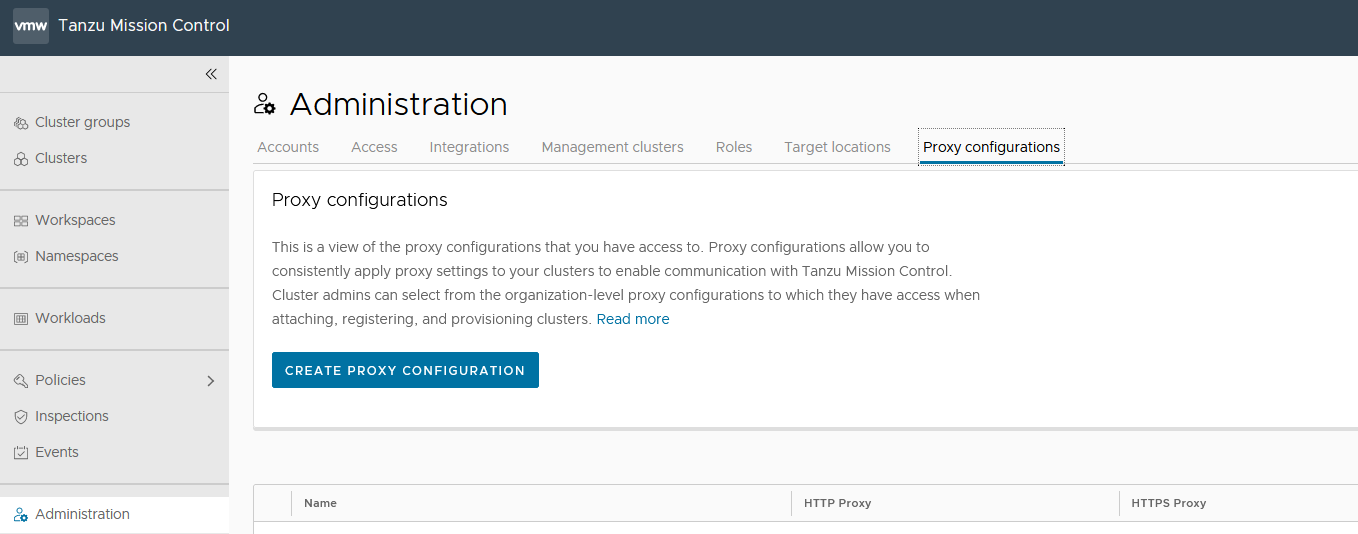 vmw Tanzu Mission Control
Cluster groups
Clusters
Workspaces
Namespaces
Workloads
Policies
Inspections
Events
Administration
Administration
Accounts Access Integrations Management clusters Roles Target locations Proxy configurations
Proxy configurations
This is a view of the proxy configurations that you have access to. Proxy configurations allow you to
consistently apply proxy settings to your clusters to enable communication with Tanzu Mission Control.
Cluster admins can select from the organization-level proxy configurations to which they have access when
attaching, registering, and provisioning clusters. Read more
CREATE PROXY CONFIGURATION
Name HTTP Proxy HTTPS Proxy